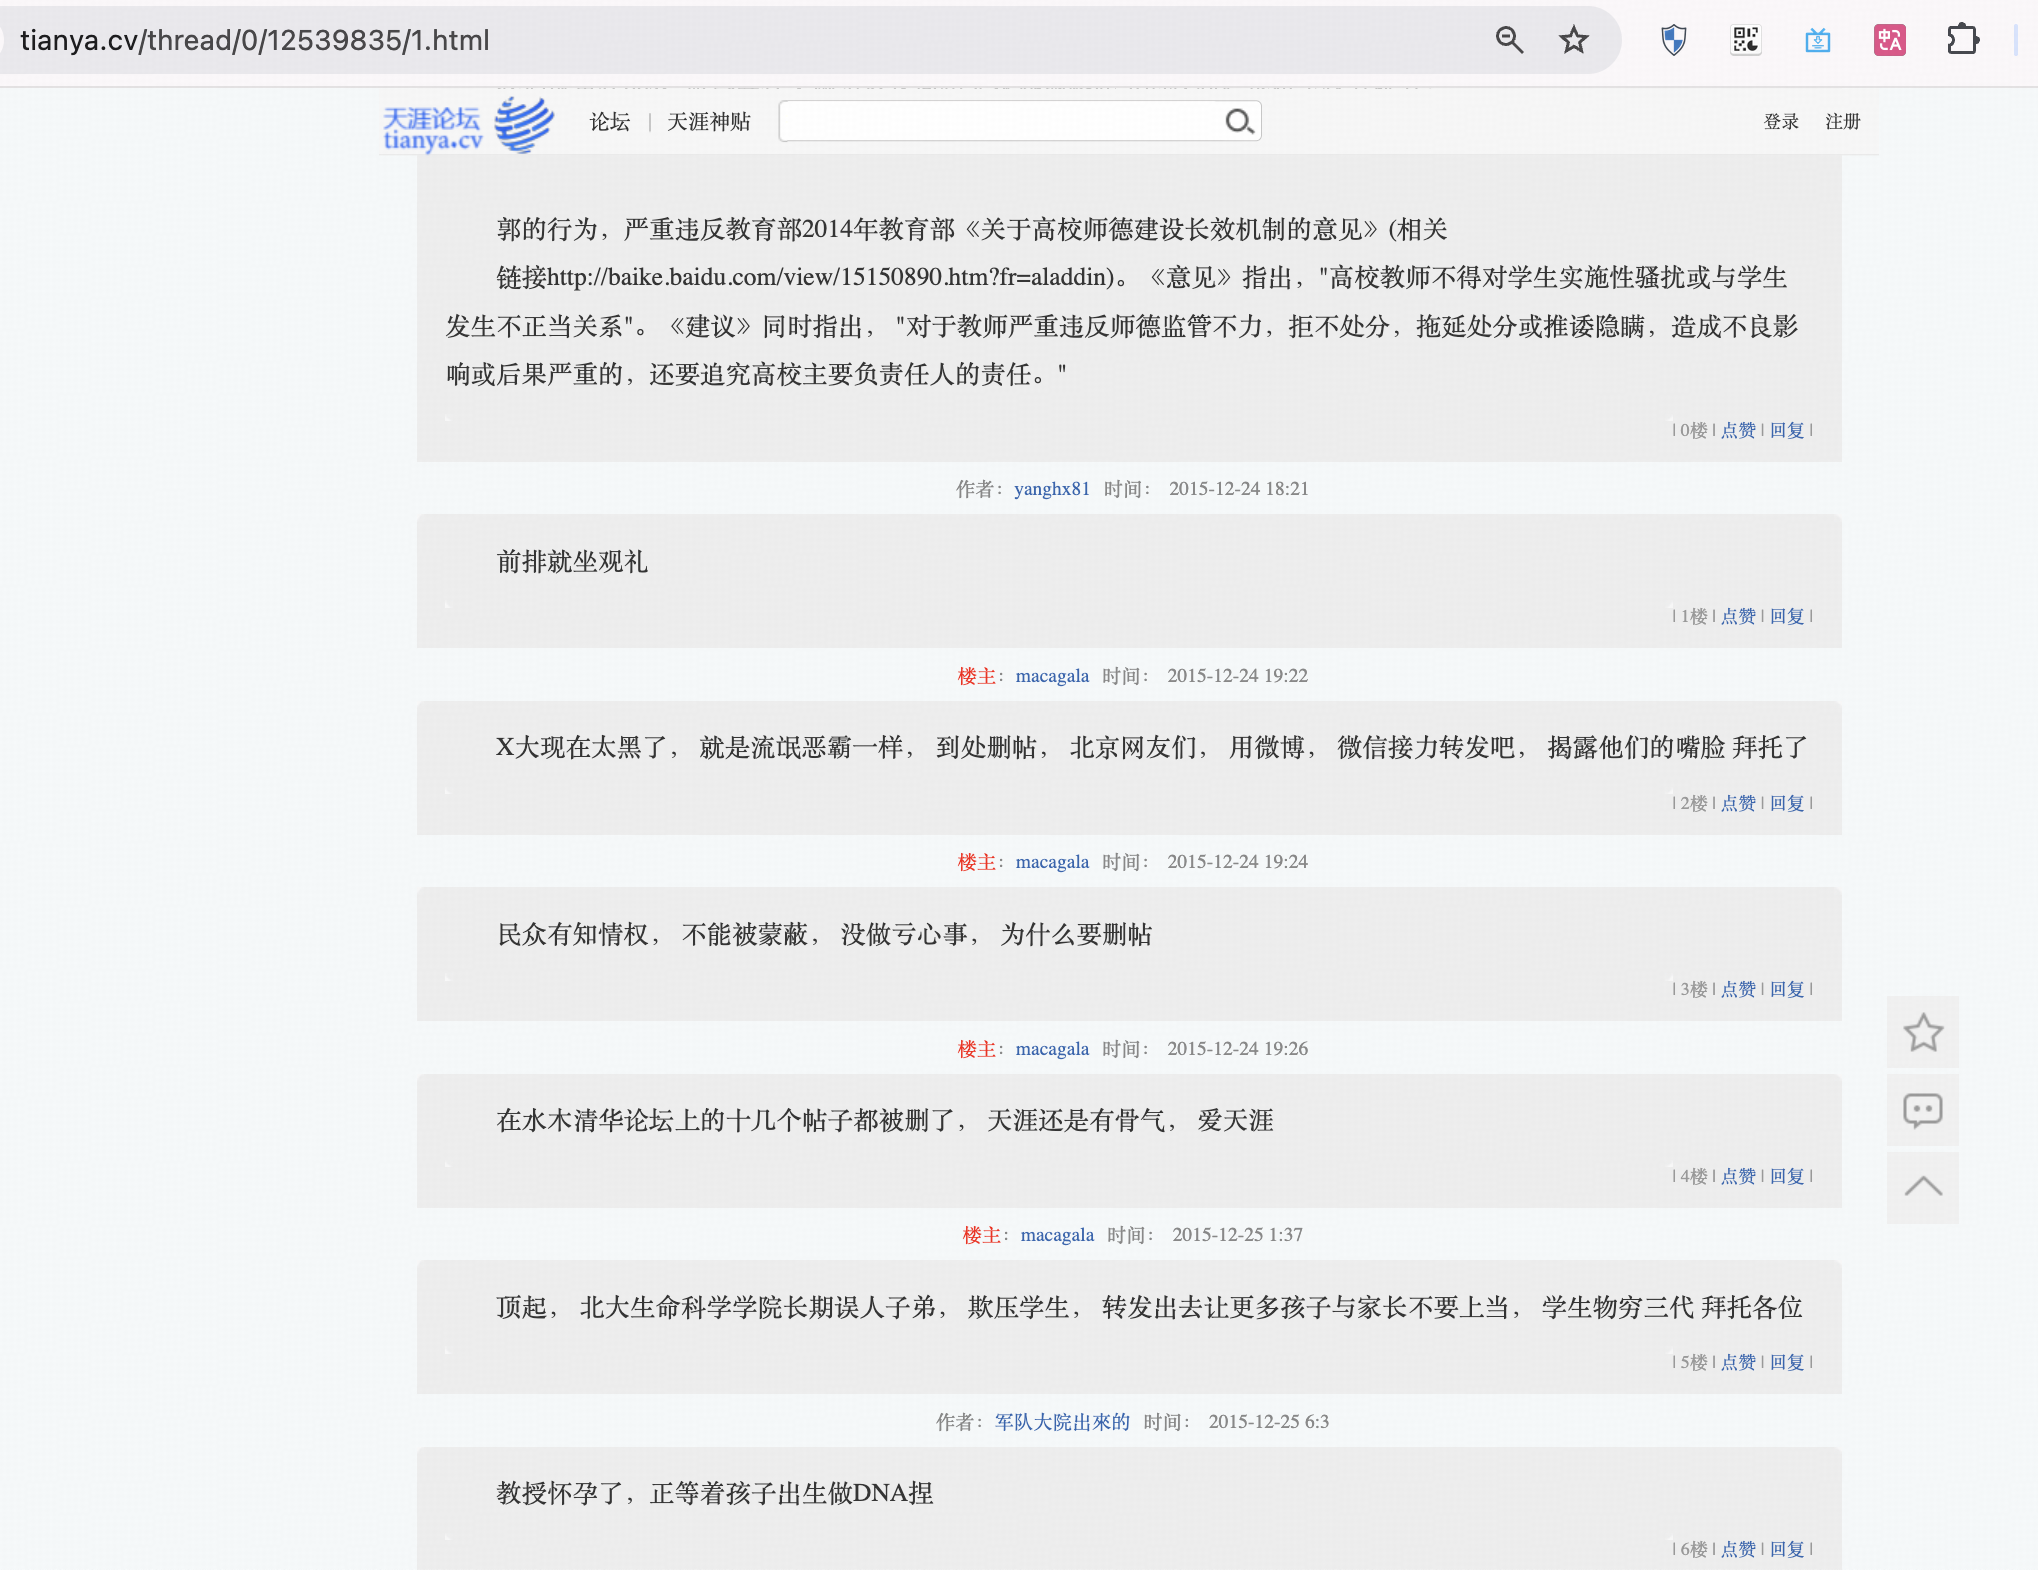 tianya.cv/thread/0/12539835/1.html
天涯论坛
tianya.cv
论坛 | 天涯神贴
登录 注册
郭的行为，严重违反教育部2014年教育部《关于高校师德建设长效机制的意见》(相关
链接http://baike.baidu.com/view/15150890.htm?fr=aladdin)。《意见》指出，"高校教师不得对学生实施性骚扰或与学生
发生不正当关系"。《建议》同时指出， "对于教师严重违反师德监管不力，拒不处分，拖延处分或推诿隐瞒，造成不良影
响或后果严重的，还要追究高校主要负责任人的责任。"
| 0楼 | 点赞 | 回复 |
作者：yanghx81 时间： 2015-12-24 18:21
前排就坐观礼
| 1楼 | 点赞 | 回复 |
楼主：macagala 时间： 2015-12-24 19:22
X大现在太黑了， 就是流氓恶霸一样， 到处删帖， 北京网友们， 用微博， 微信接力转发吧， 揭露他们的嘴脸 拜托了
| 2楼 | 点赞 | 回复 |
楼主：macagala 时间： 2015-12-24 19:24
民众有知情权， 不能被蒙蔽， 没做亏心事， 为什么要删帖
| 3楼 | 点赞 | 回复 |
楼主：macagala 时间： 2015-12-24 19:26
在水木清华论坛上的十几个帖子都被删了， 天涯还是有骨气， 爱天涯
| 4楼 | 点赞 | 回复 |
楼主：macagala 时间： 2015-12-25 1:37
顶起， 北大生命科学学院长期误人子弟， 欺压学生， 转发出去让更多孩子与家长不要上当， 学生物穷三代 拜托各位
| 5楼 | 点赞 | 回复 |
作者：军队大院出來的 时间： 2015-12-25 6:3
教授怀孕了，正等着孩子出生做DNA捏
| 6楼 | 点赞 | 回复 |